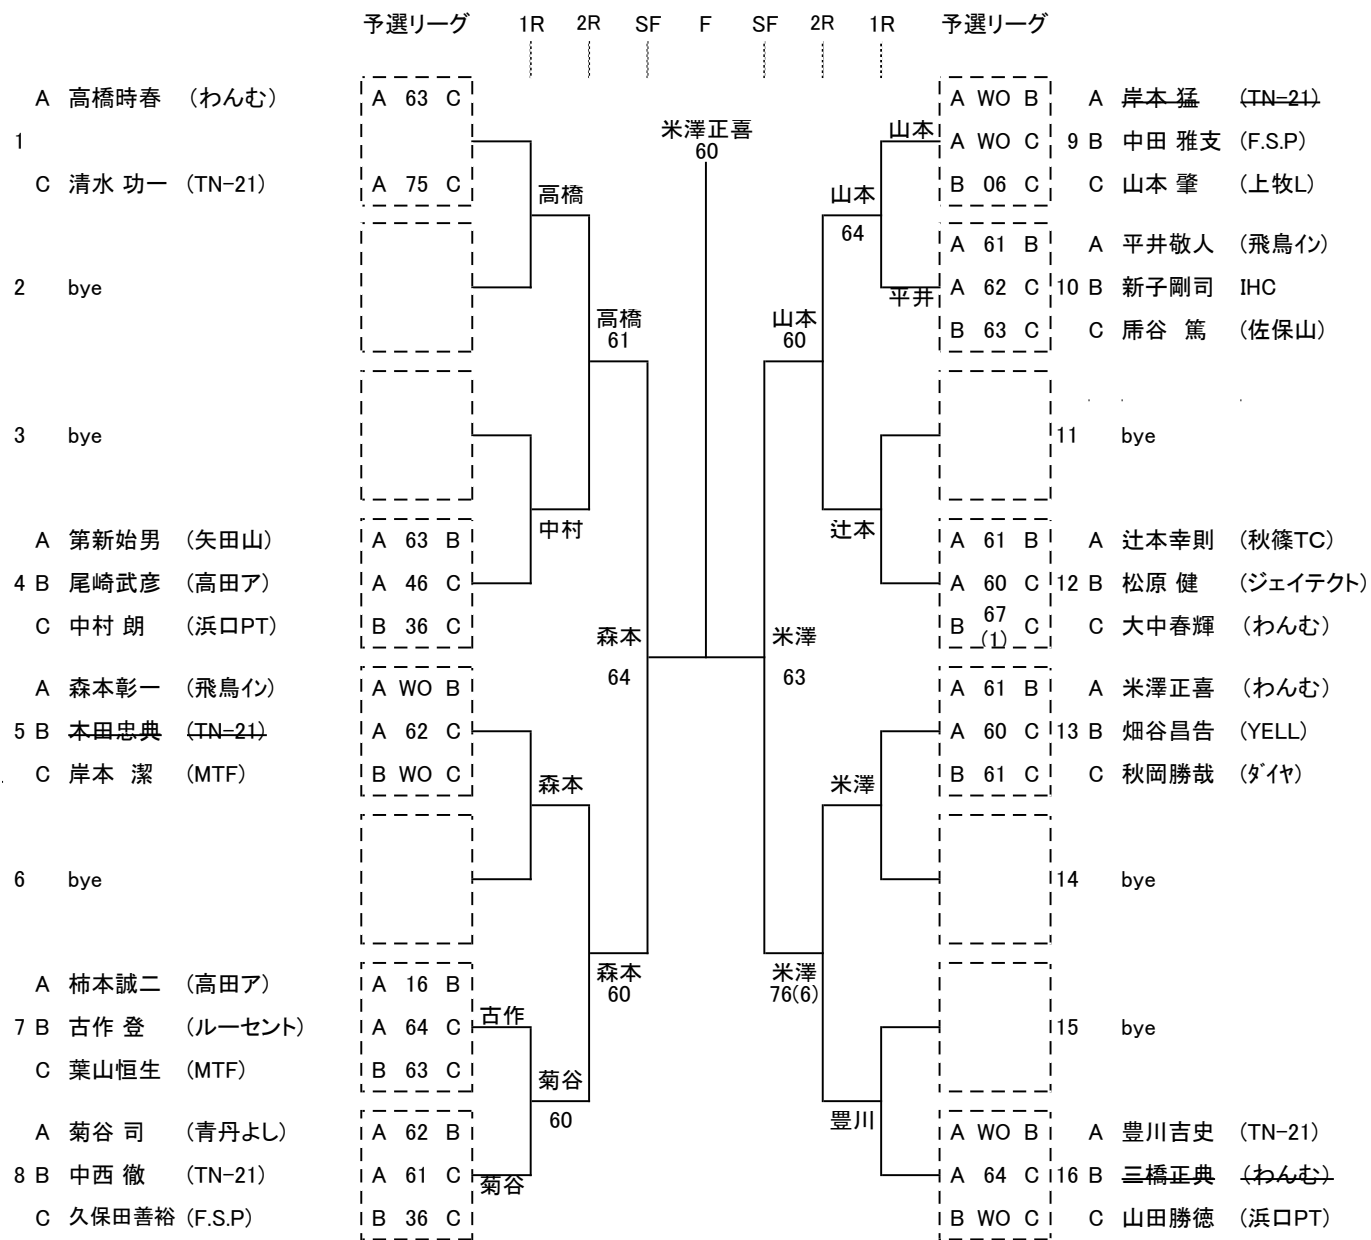 予選リーグ 1R 2R SF F SF 2R 1R 予選リーグ
A 高橋時春 (わんむ) A 63 C
1
C 清水 功一 (TN-21) A 75 C
高橋
2 bye
高橋
61
3 bye
中村
A 第新始男 (矢田山) A 63 B
4 B 尾崎武彦 (高田ア) A 46 C
C 中村 朗 (浜口PT) B 36 C
森本
64
A 森本彰一 (飛鳥イン) A WO B
5 B 本田忠典 (TN-21) A 62 C
C 岸本 潔 (MTF) B WO C
森本
6 bye
森本
60
A 柿本誠二 (高田ア) A 16 B
7 B 古作 登 (ルーセント) A 64 C 古作
C 葉山恒生 (MTF) B 63 C
菊谷
60
A 菊谷 司 (青丹よし) A 62 B
8 B 中西 徹 (TN-21) A 61 C 菊谷
C 久保田善裕 (F.S.P) B 36 C
米澤正喜
60
A WO B A 岸本 猛 (TN-21)
山本 A WO C 9 B 中田 雅支 (F.S.P)
B 06 C C 山本 肇 (上牧L)
山本
64
A 61 B A 平井敬人 (飛鳥イン)
平井 A 62 C 10 B 新子剛司 IHC
B 63 C C 谷 篤 (佐保山)
山本
60
11 bye
辻本
A 61 B A 辻本幸則 (秋篠TC)
A 60 C 12 B 松原 健 (ジェイテクト)
B 67 (1) C C 大中春輝 (わんむ)
米澤
63
A 61 B A 米澤正喜 (わんむ)
A 60 C 13 B 畑谷昌告 (YELL)
B 61 C C 秋岡勝哉 (ダイヤ)
米澤
14 bye
米澤
76(6)
15 bye
豊川
A WO B A 豊川吉史 (TN-21)
A 64 C 16 B 三橋正典 (わんむ)
B WO C C 山田勝徳 (浜口PT)